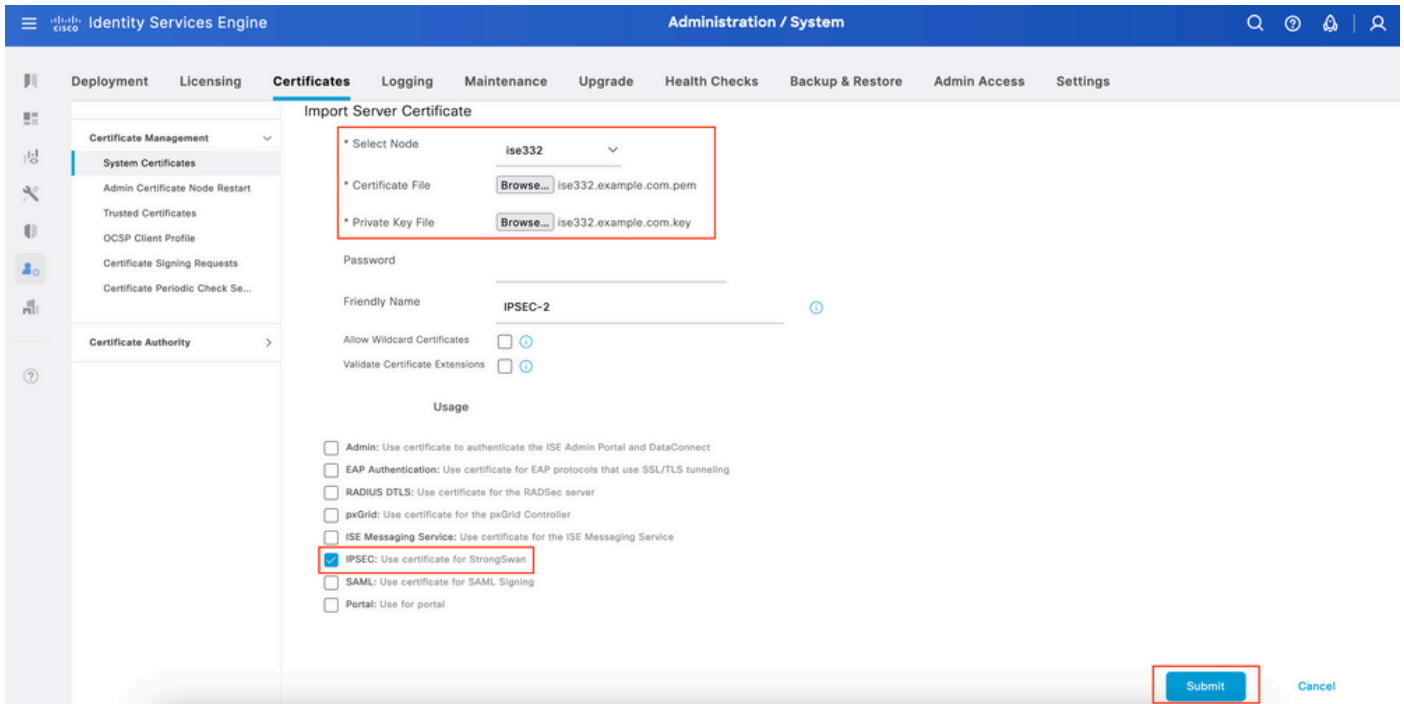 cisco Identity Services Engine
Administration / System
Deployment Licensing Certificates Logging Maintenance Upgrade Health Checks Backup & Restore Admin Access Settings
Certificate Management
System Certificates
Admin Certificate Node Restart
Trusted Certificates
OCSP Client Profile
Certificate Signing Requests
Certificate Periodic Check Se...
Certificate Authority
Import Server Certificate
* Select Node ise332
* Certificate File Browse... ise332.example.com.pem
* Private Key File Browse... ise332.example.com.key
Password
Friendly Name IPSEC-2
Allow Wildcard Certificates
Validate Certificate Extensions
Usage
Admin: Use certificate to authenticate the ISE Admin Portal and DataConnect
EAP Authentication: Use certificate for EAP protocols that use SSL/TLS tunneling
RADIUS DTLS: Use certificate for the RADSec server
pxGrid: Use certificate for the pxGrid Controller
ISE Messaging Service: Use certificate for the ISE Messaging Service
IPSEC: Use certificate for StrongSwan
SAML: Use certificate for SAML Signing
Portal: Use for portal
Submit Cancel